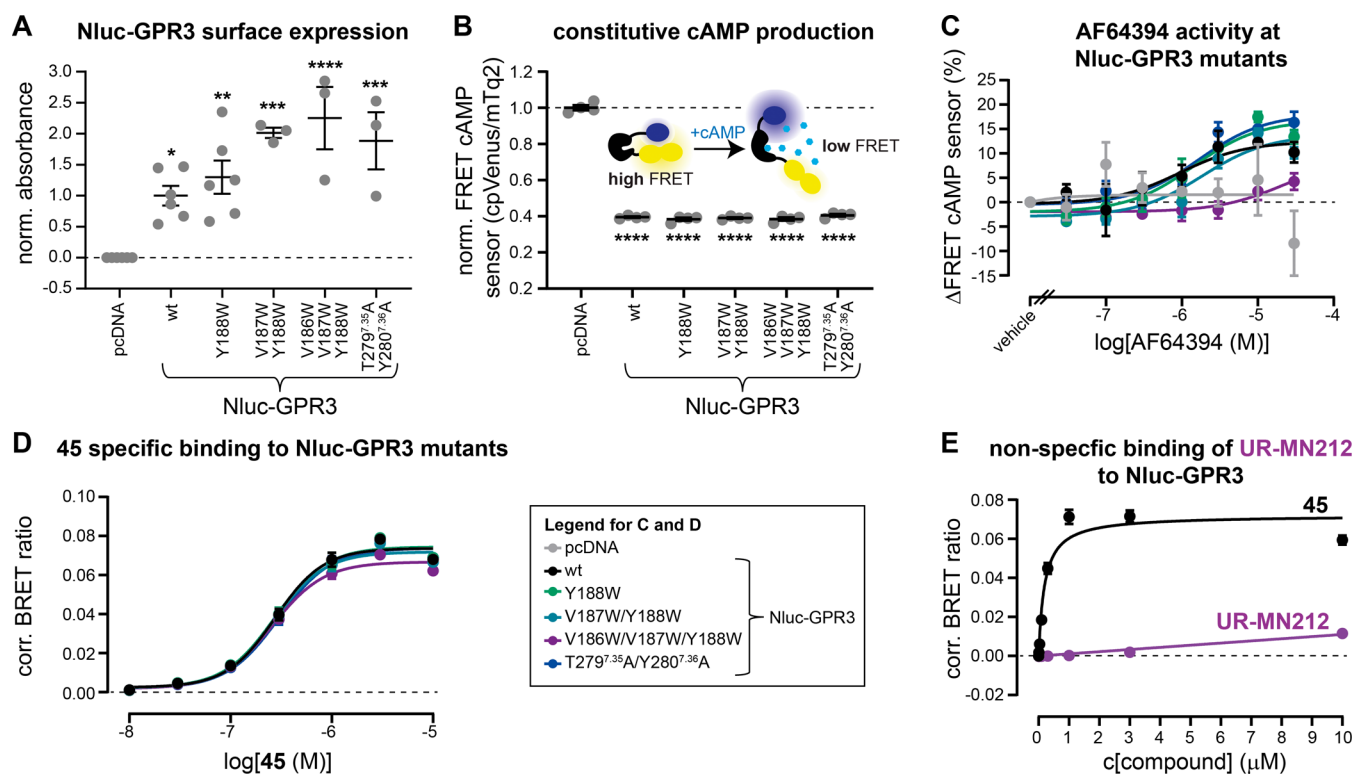 A Nluc-GPR3 surface expression
norm. absorbance
3.0
2.5
2.0
1.5
1.0
0.5
0.0
-0.5
*
**
***
****
***
pcDNA
wt
Y188W
V187W
Y188W
V186W
V187W
Y188W
T279^7.35A
Y280^7.36A
Nluc-GPR3
B constitutive cAMP production
norm. FRET cAMP
sensor (cpVenus/mTq2)
1.2
1.0
0.8
0.6
0.4
0.2
+cAMP
high FRET
low FRET
****
****
****
****
****
pcDNA
wt
Y188W
V187W
Y188W
V186W
V187W
Y188W
T279^7.35A
Y280^7.36A
Nluc-GPR3
C AF64394 activity at
Nluc-GPR3 mutants
ΔFRET cAMP sensor (%)
25
20
15
10
5
0
-5
-10
-15
vehicle
-7
-6
-5
-4
log[AF64394 (M)]
D 45 specific binding to Nluc-GPR3 mutants
corr. BRET ratio
0.10
0.08
0.06
0.04
0.02
0.00
-8
-7
-6
-5
log[45 (M)]
Legend for C and D
pcDNA
wt
Y188W
V187W/Y188W
V186W/V187W/Y188W
T279^7.35A/Y280^7.36A
Nluc-GPR3
E non-specfic binding of UR-MN212
to Nluc-GPR3
corr. BRET ratio
0.08
0.06
0.04
0.02
0.00
-0.02
45
UR-MN212
0 1 2 3 4 5 6 7 8 9 10
c[compound] (μM)